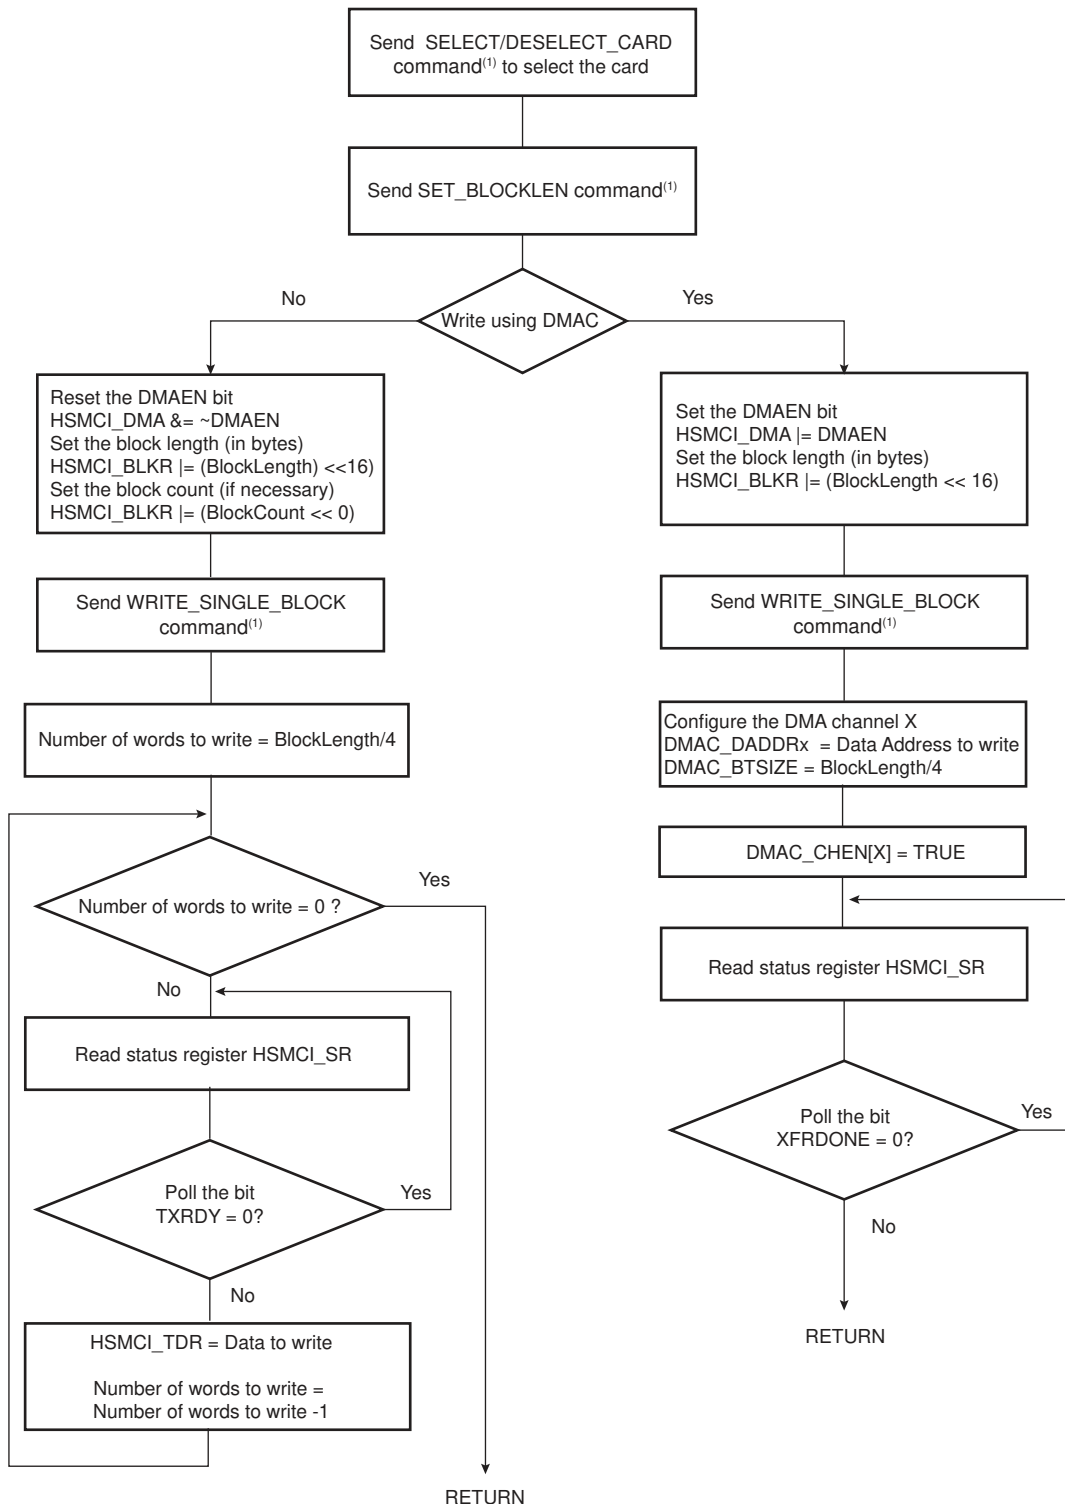 Send  SELECT/DESELECT_CARD
command(1) to select the card
Send SET_BLOCKLEN command(1)
No
Yes
Write using DMAC
Reset the DMAEN bit
HSMCI_DMA &= ~DMAEN
Set the block length (in bytes)
HSMCI_BLKR |= (BlockLength) <<16)
Set the block count (if necessary)
HSMCI_BLKR |= (BlockCount << 0)
Send WRITE_SINGLE_BLOCK
command(1)
Number of words to write = BlockLength/4
Number of words to write = 0 ?
Yes
No
Read status register HSMCI_SR
Poll the bit
TXRDY = 0?
Yes
No
HSMCI_TDR = Data to write
Number of words to write =
Number of words to write -1
RETURN
Set the DMAEN bit
HSMCI_DMA |= DMAEN
Set the block length (in bytes)
HSMCI_BLKR |= (BlockLength << 16)
Send WRITE_SINGLE_BLOCK
command(1)
Configure the DMA channel X
DMAC_DADDRx  = Data Address to write
DMAC_BTSIZE = BlockLength/4
DMAC_CHEN[X] = TRUE
Read status register HSMCI_SR
Poll the bit
XFRDONE = 0?
Yes
No
RETURN